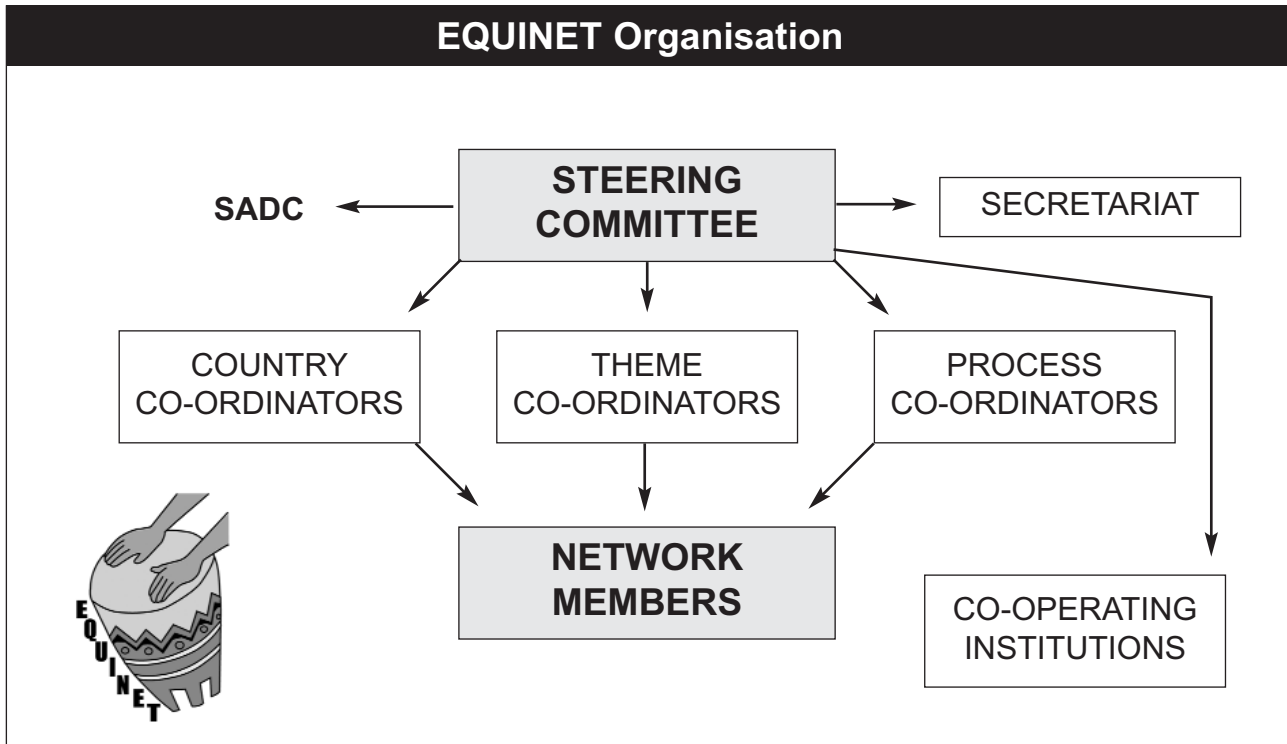 EQUINET Organisation
STEERING
COMMITTEE
SADC
SECRETARIAT
COUNTRY
CO-ORDINATORS
THEME
CO-ORDINATORS
PROCESS
CO-ORDINATORS
NETWORK
MEMBERS
CO-OPERATING
INSTITUTIONS
EQUINET